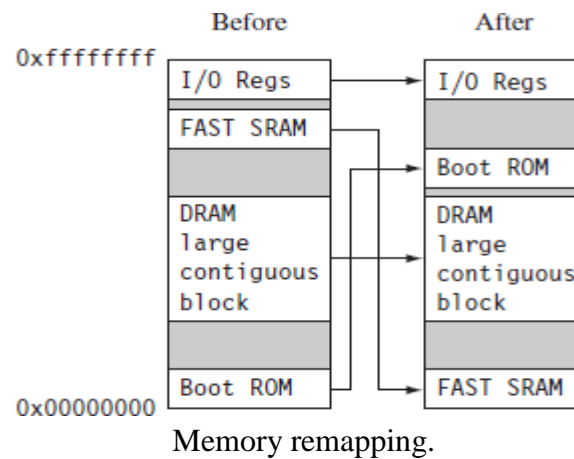 Before After
0xffffffff
I/O Regs I/O Regs
FAST SRAM
Boot ROM
DRAM DRAM
large large
contiguous contiguous
block block
Boot ROM FAST SRAM
0x00000000
Memory remapping.